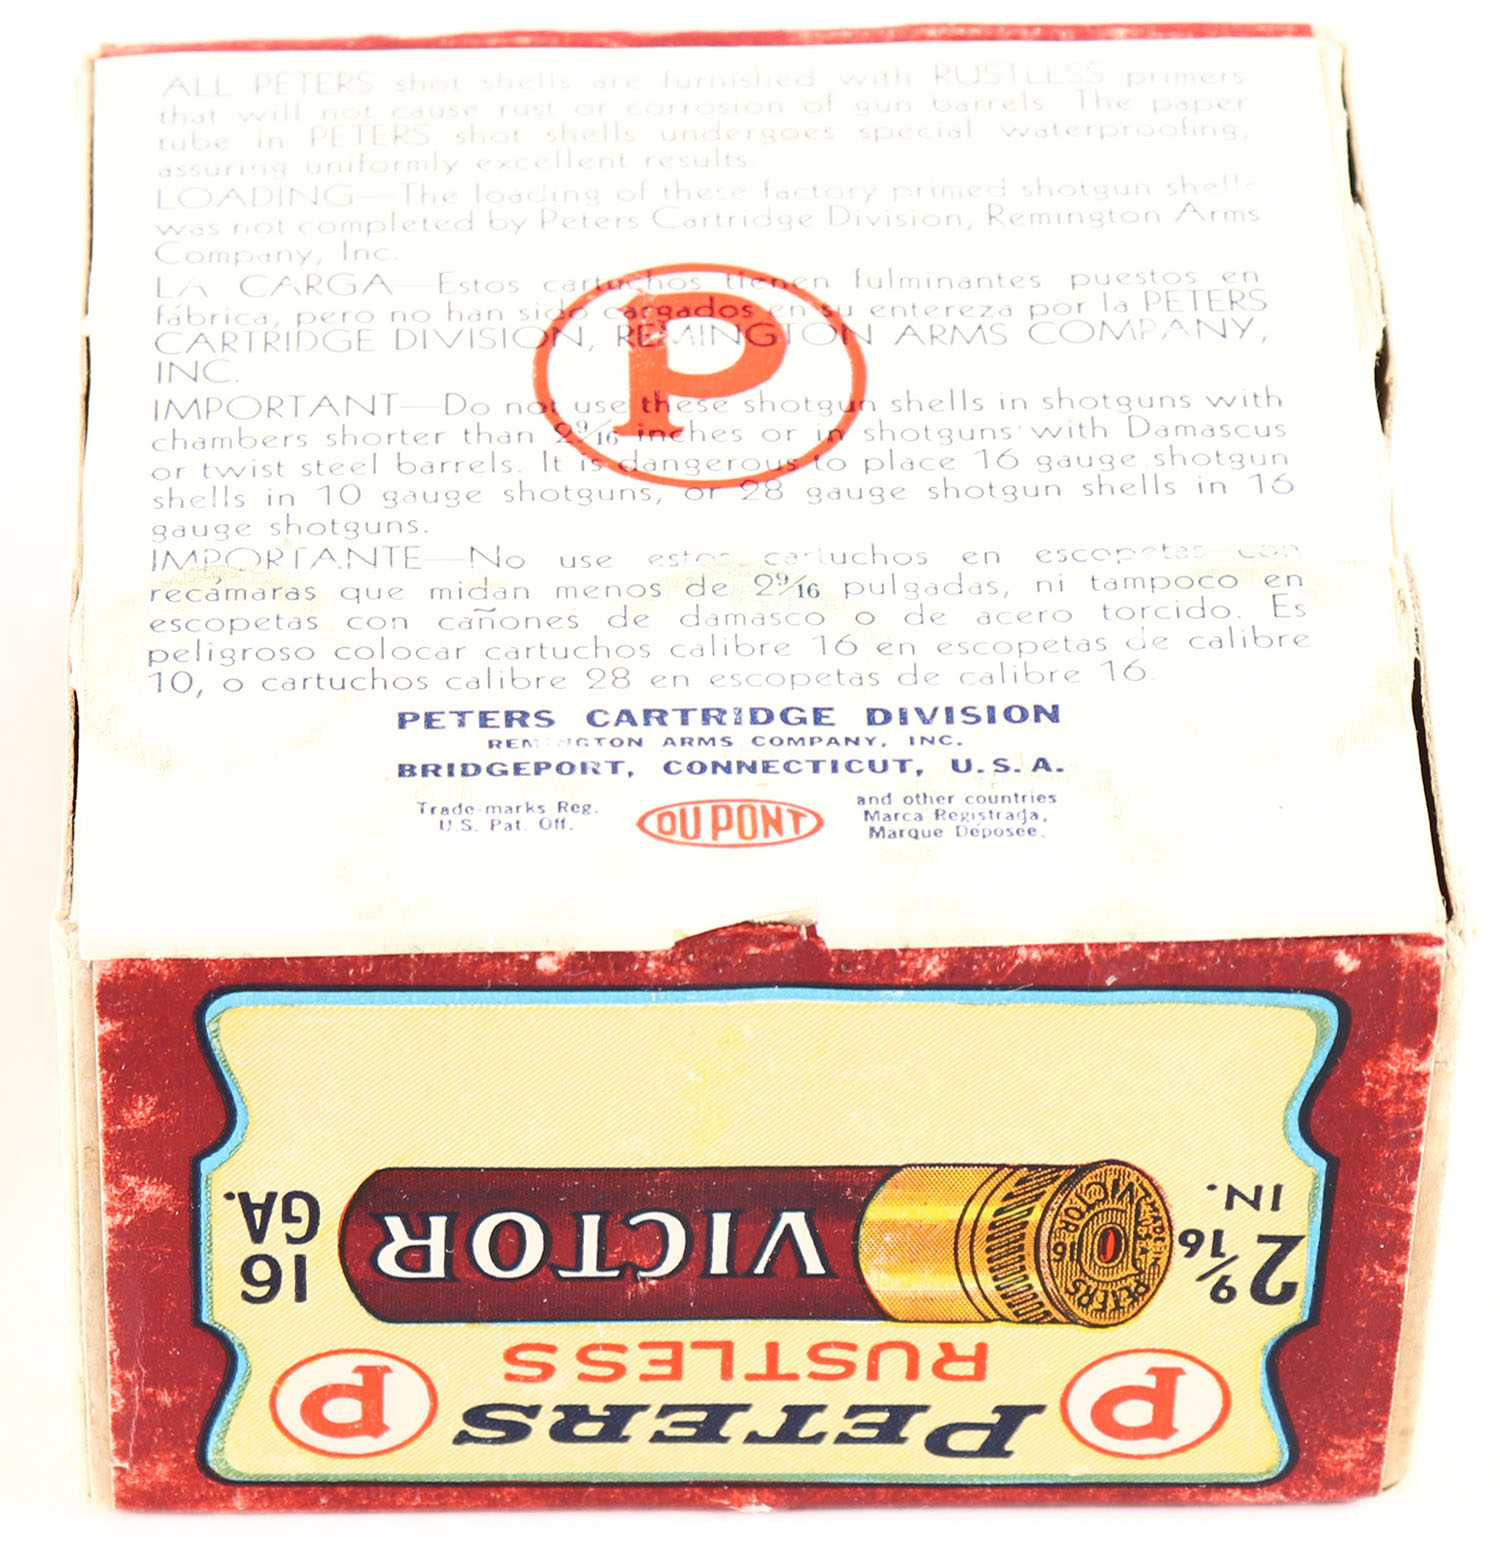 ALL PETERS shot shells are furnished with RUSTLESS primers
that will not cause rust or corrosion of gun barrels. The paper
tube in PETERS shot shells undergoes special waterproofing,
assuring uniformly excellent results.
LOADING—The loading of these factory primed shotgun shells
was not completed by Peters Cartridge Division, Remington Arms
Company, Inc.
LA CARGA—Estos cartuchos tienen fulminantes puestos en
fábrica, pero no han sido cargados en su entereza por la PETERS
CARTRIDGE DIVISION, REMINGTON ARMS COMPANY,
INC.
P
IMPORTANT—Do not use these shotgun shells in shotguns with
chambers shorter than 2 9/16 inches or in shotguns with Damascus
or twist steel barrels. It is dangerous to place 16 gauge shotgun
shells in 10 gauge shotguns, or 28 gauge shotgun shells in 16
gauge shotguns.
IMPORTANTE—No use estos cartuchos en escopetas con
recámaras que midan menos de 2 9/16 pulgadas, ni tampoco en
escopetas con cañones de damasco o de acero torcido. Es
peligroso colocar cartuchos calibre 16 en escopetas de calibre
10, o cartuchos calibre 28 en escopetas de calibre 16.
PETERS CARTRIDGE DIVISION
REMINGTON ARMS COMPANY, INC.
BRIDGEPORT, CONNECTICUT, U.S.A.
Trade-marks Reg.
U.S. Pat. Off.
DU PONT
and other countries
Marca Registrada,
Marque Déposée.
P PETERS P
RUSTLESS
2 9/16
IN.
VICTOR
16
GA.
PETERS
VICTOR
16
MADE IN
U.S.A.